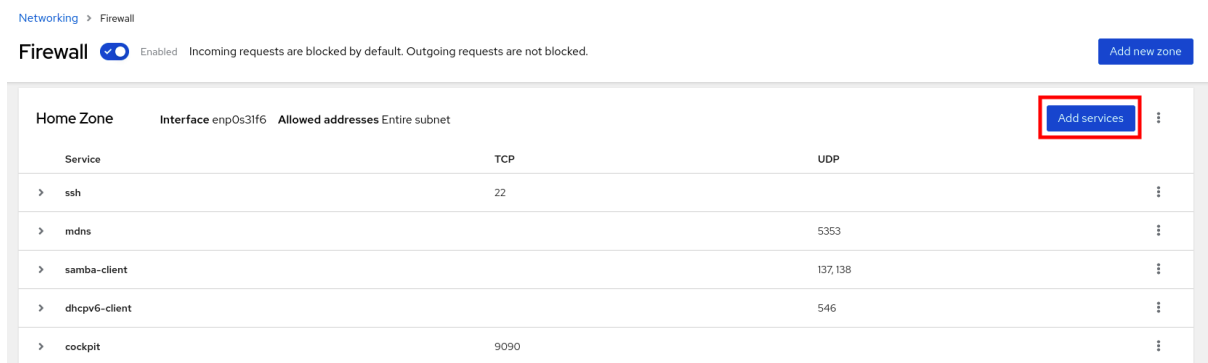 Networking > Firewall
Firewall Enabled Incoming requests are blocked by default. Outgoing requests are not blocked. Add new zone
Home Zone Interface enp0s31f6 Allowed addresses Entire subnet Add services
Service TCP UDP
ssh 22
mdns 5353
samba-client 137, 138
dhcpv6-client 546
cockpit 9090